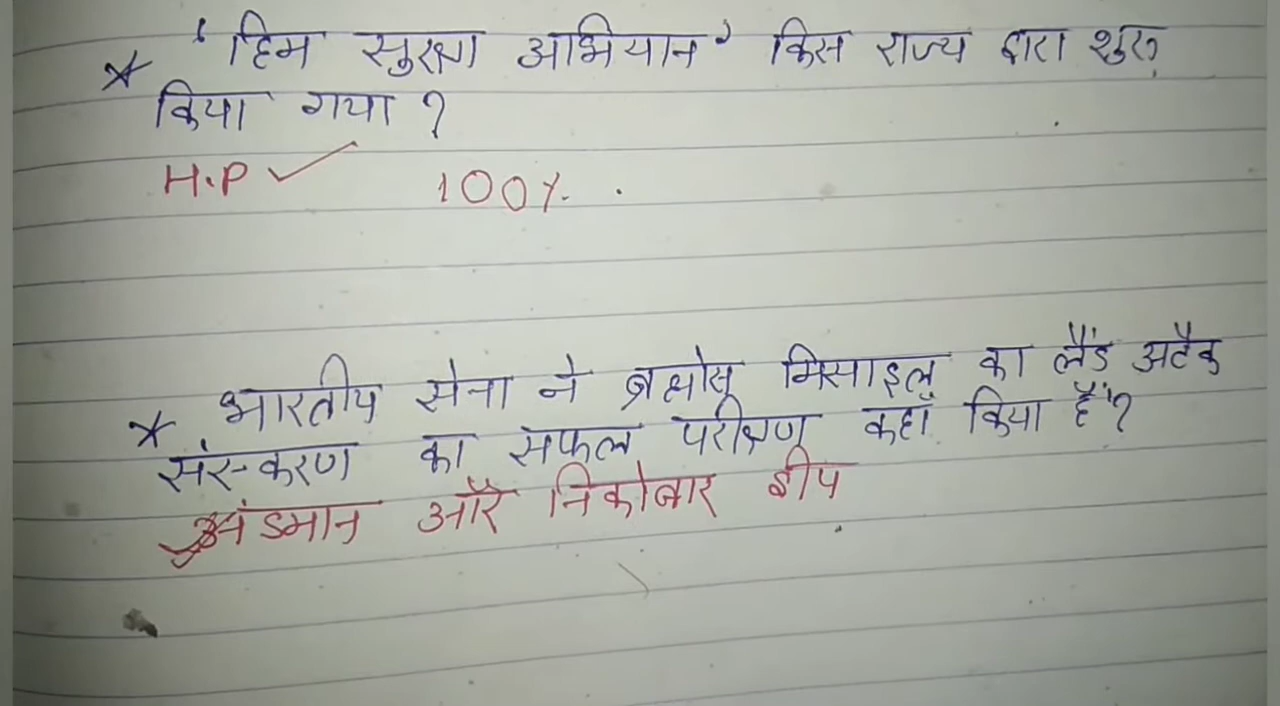 * 'हिम सुरक्षा अभियान' किस राज्य द्वारा शुरु
किया गया ?
H.P ✓ 100%.
* भारतीय सेना ने ब्रह्मोस मिसाइल का लैंड अटैक
संस्करण का सफल परीक्षण कहाँ किया हैं"?
अंडमान और निकोबार द्वीप